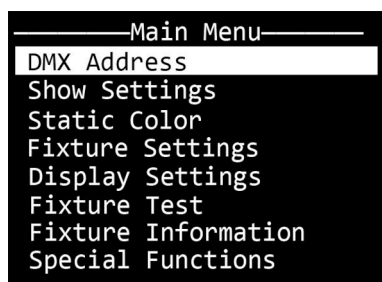 Main Menu
DMX Address
Show Settings
Static Color
Fixture Settings
Display Settings
Fixture Test
Fixture Information
Special Functions